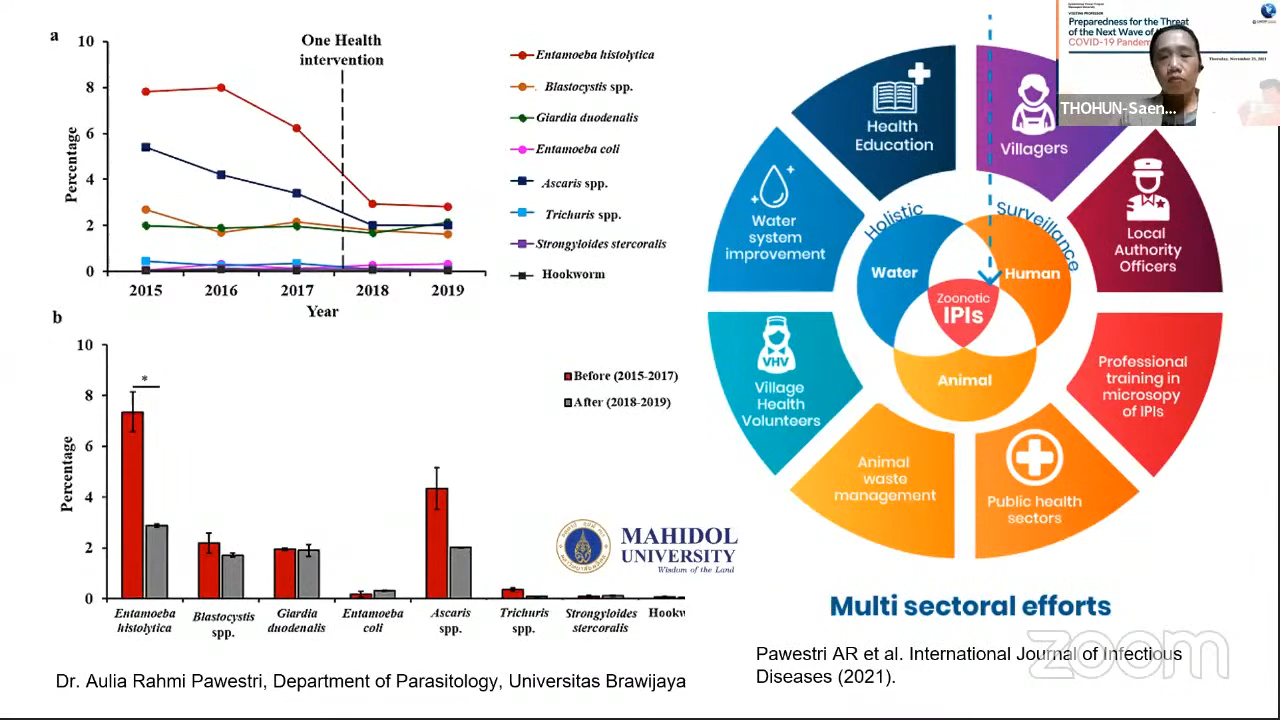 a
10
8
6
4
2
0
Percentage
One Health
intervention
2015
2016
2017
2018
2019
Year
Entamoeba histolytica
Blastocystis spp.
Giardia duodenalis
Entamoeba coli
Ascaris spp.
Trichuris spp.
Strongyloides stercoralis
Hookworm
b
10
8
6
4
2
0
Percentage
*
Before (2015-2017)
After (2018-2019)
Entamoeba
histolytica
Blastocystis
spp.
Giardia
duodenalis
Entamoeba
coli
Ascaris
spp.
Trichuris
spp.
Strongyloides
stercoralis
Hookw
MAHIDOL
UNIVERSITY
Wisdom of the Land
Dr. Aulia Rahmi Pawestri, Department of Parasitology, Universitas Brawijaya
Health
Education
Villagers
Local
Authority
Officers
Professional
training in
microsopy
of IPIs
Public health
sectors
Animal
waste
management
VHV
Village
Health
Volunteers
Water
system
improvement
Holistic
Surveillance
Water
Human
Zoonotic
IPIs
Animal
Multi sectoral efforts
Pawestri AR et al. International Journal of Infectious
Diseases (2021).
zoom
VISITING PROFESSOR
Preparedness for the Threat
of the Next Wave of
COVID-19 Pandem
Thursday, November 25, 2021
THOHUN-Saen...